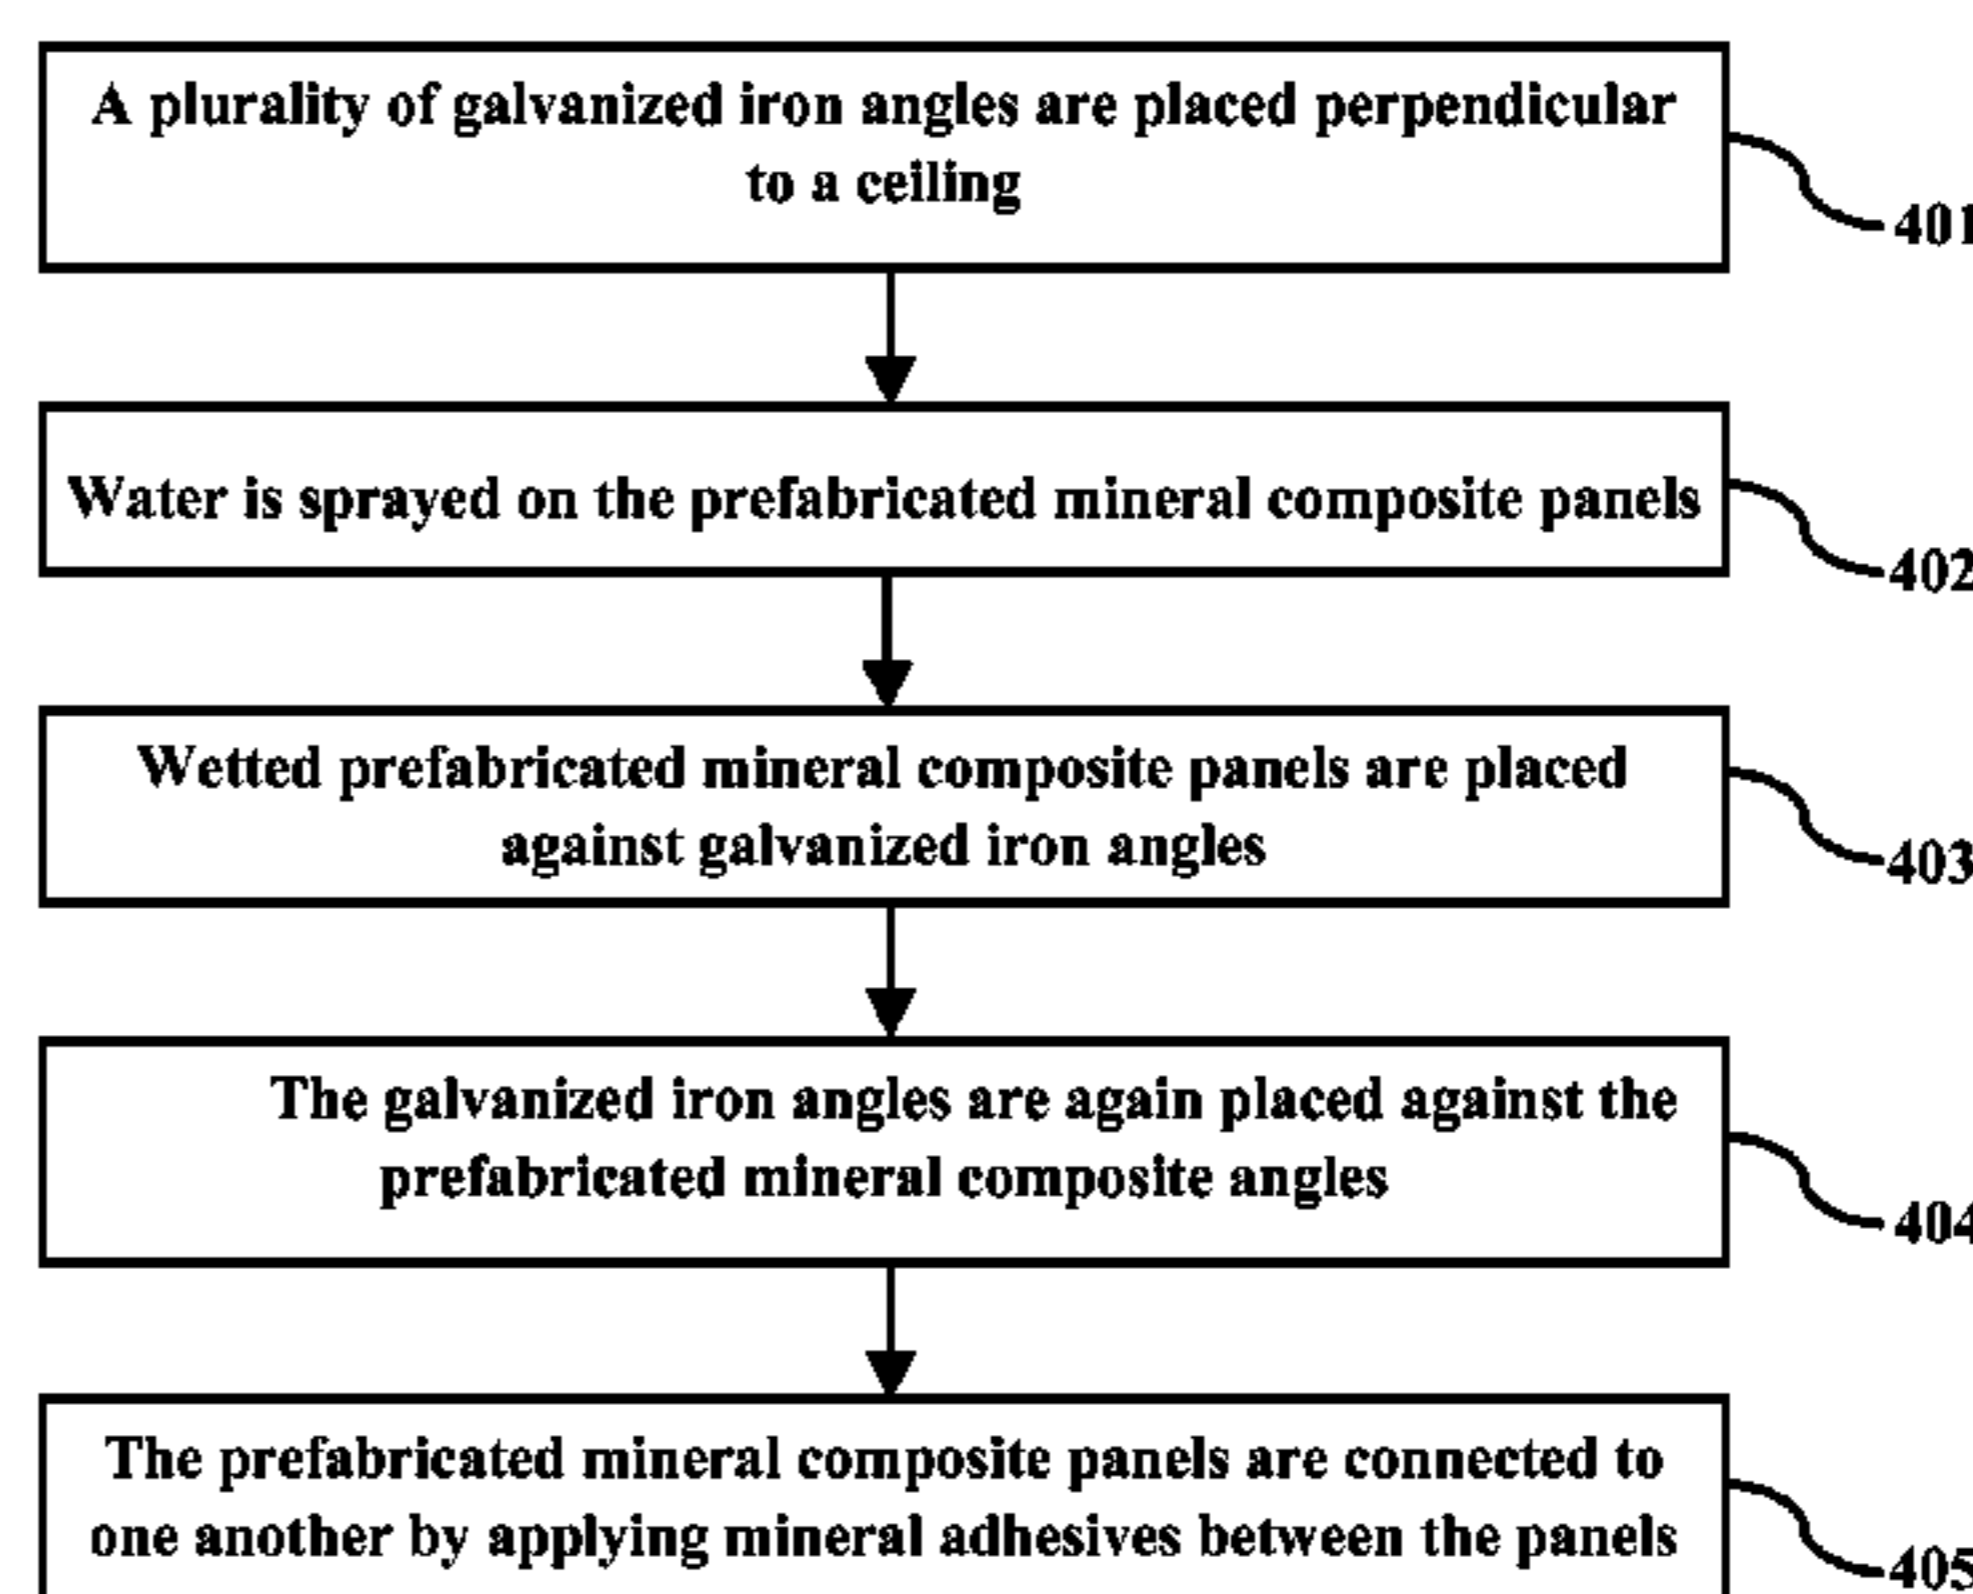 A plurality of galvanized iron angles are placed perpendicular
to a ceiling
401
Water is sprayed on the prefabricated mineral composite panels
402
Wetted prefabricated mineral composite panels are placed
against galvanized iron angles
403
The galvanized iron angles are again placed against the
prefabricated mineral composite angles
404
The prefabricated mineral composite panels are connected to
one another by applying mineral adhesives between the panels
405